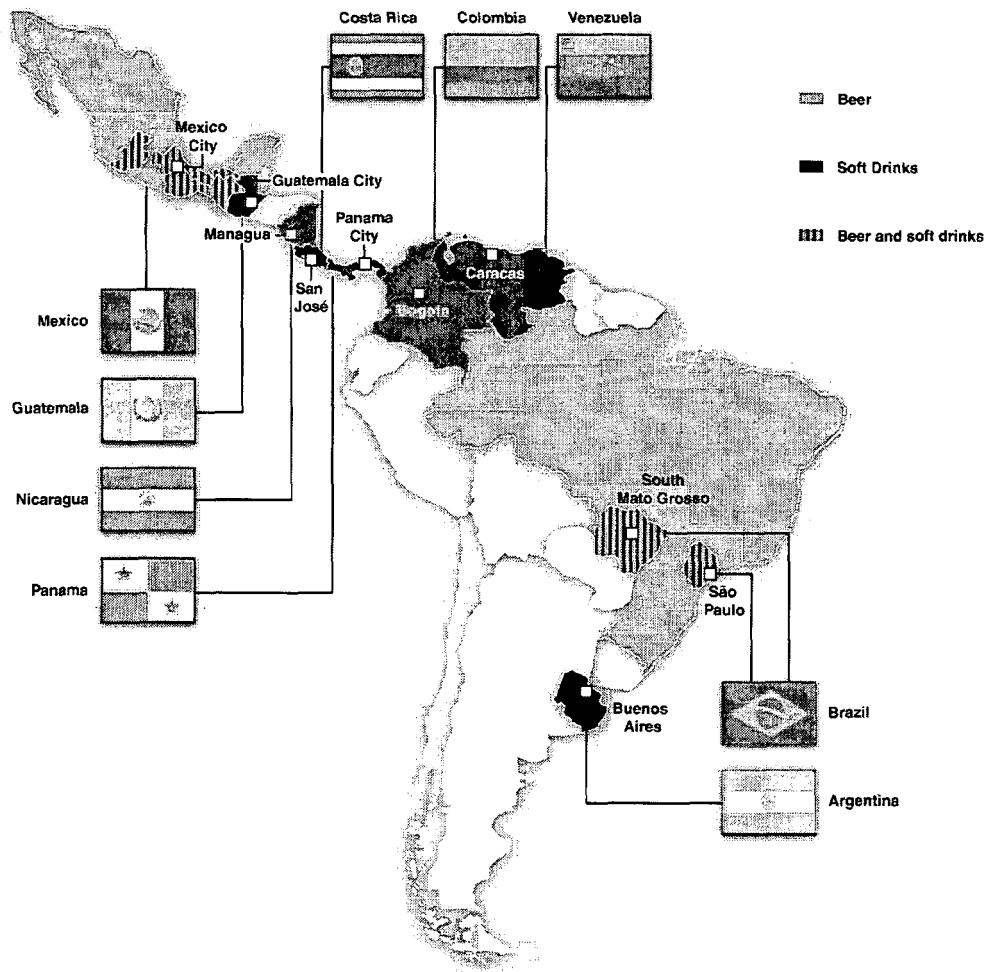 Costa Rica
Colombia
Venezuela
Beer
Soft Drinks
Beer and soft drinks
Mexico
City
Guatemala City
Managua
Panama
City
San
José
Caracas
Bogota
Mexico
Guatemala
Nicaragua
Panama
South
Mato Grosso
São
Paulo
Buenos
Aires
Brazil
Argentina